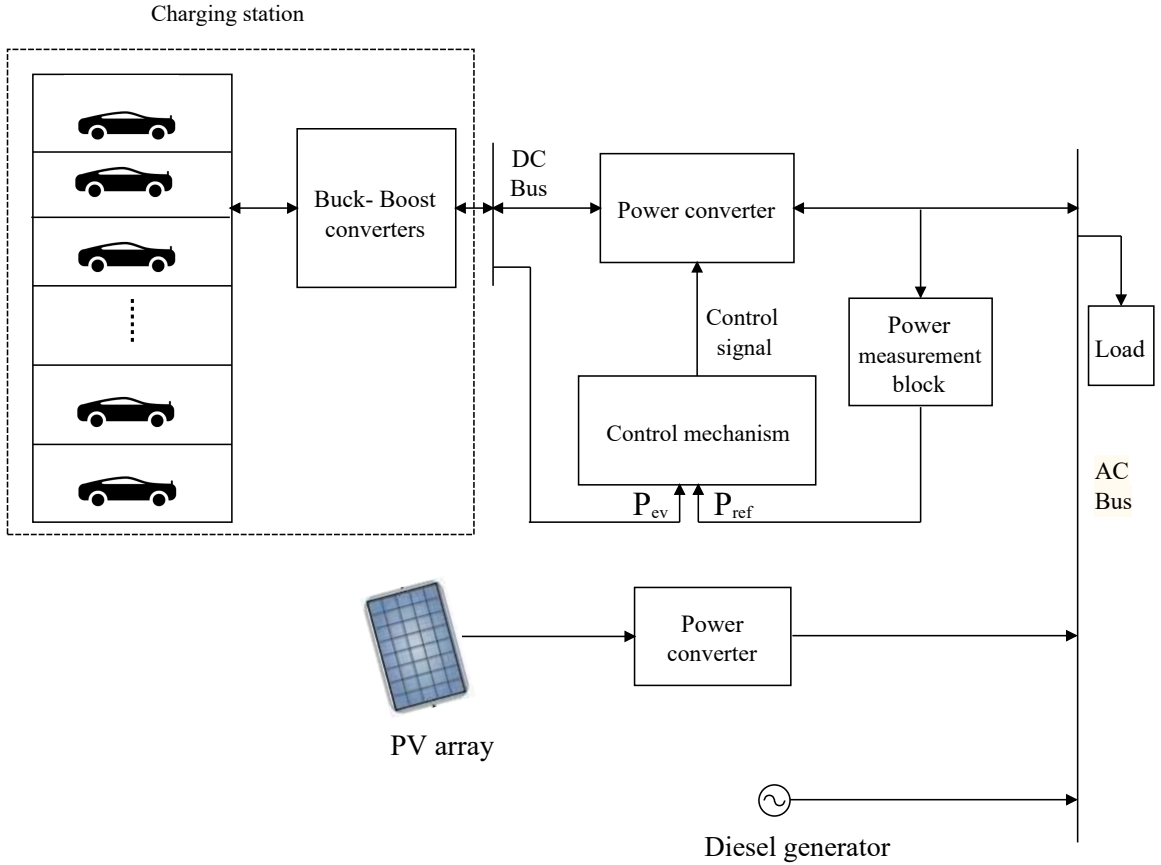 Charging station
Buck- Boost
converters
DC
Bus
Power converter
Control
signal
Power
measurement
block
Load
Control mechanism
AC
Bus
Pev
Pref
Power
converter
PV array
Diesel generator